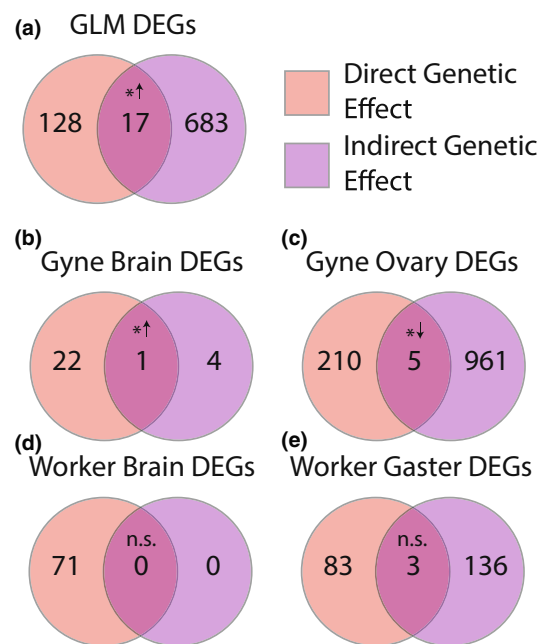 (a)
GLM DEGs
*↑
128 17 683
Direct Genetic
Effect
Indirect Genetic
Effect
(b)
Gyne Brain DEGs
*↑
22 1 4
(c)
Gyne Ovary DEGs
*↓
210 5 961
(d)
Worker Brain DEGs
n.s.
71 0 0
(e)
Worker Gaster DEGs
n.s.
83 3 136